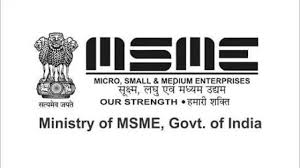 MSME
MICRO, SMALL & MEDIUM ENTERPRISES
सूक्ष्म, लघु एवं मध्यम उद्यम
OUR STRENGTH • हमारी शक्ति
सत्यमेव जयते
Ministry of MSME, Govt. of India